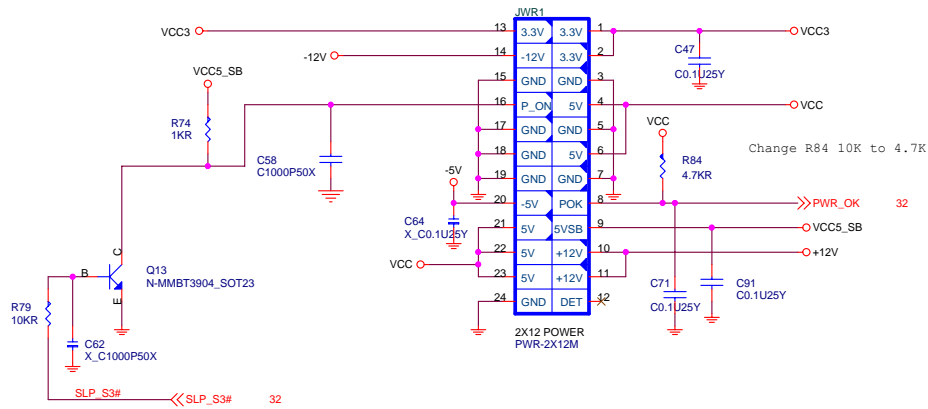 JWR1
VCC3
13
3.3V
3.3V
1
VCC3
-12V
14
-12V
3.3V
2
C47
C0.1U25Y
VCC5_SB
15
GND
GND
3
16
P_ON
5V
4
VCC
R74
1KR
17
GND
GND
5
VCC
C58
C1000P50X
18
GND
5V
6
Change R84 10K to 4.7K
R84
4.7KR
19
GND
GND
7
-5V
20
-5V
POK
8
PWR_OK
32
C64
X_C0.1U25Y
21
5V
5VSB
9
VCC5_SB
22
5V
+12V
10
+12V
VCC
23
5V
+12V
11
C
B
E
Q13
N-MMBT3904_SOT23
C71
C0.1U25Y
C91
C0.1U25Y
24
GND
DET
12
R79
10KR
2X12 POWER
PWR-2X12M
C62
X_C1000P50X
SLP_S3#
SLP_S3#
32